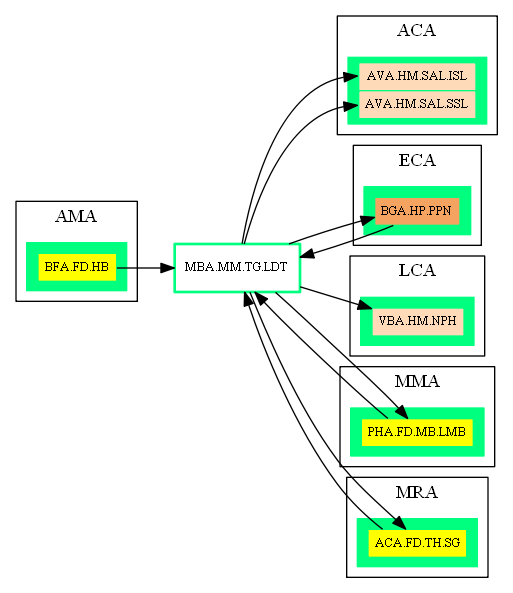 ACA
AVA.HM.SAL.ISL
AVA.HM.SAL.SSL
ECA
BGA.HP.PPN
AMA
BFA.FD.HB
MBA.MM.TG.LDT
LCA
VBA.HM.NPH
MMA
PHA.FD.MB.LMB
MRA
ACA.FD.TH.SG